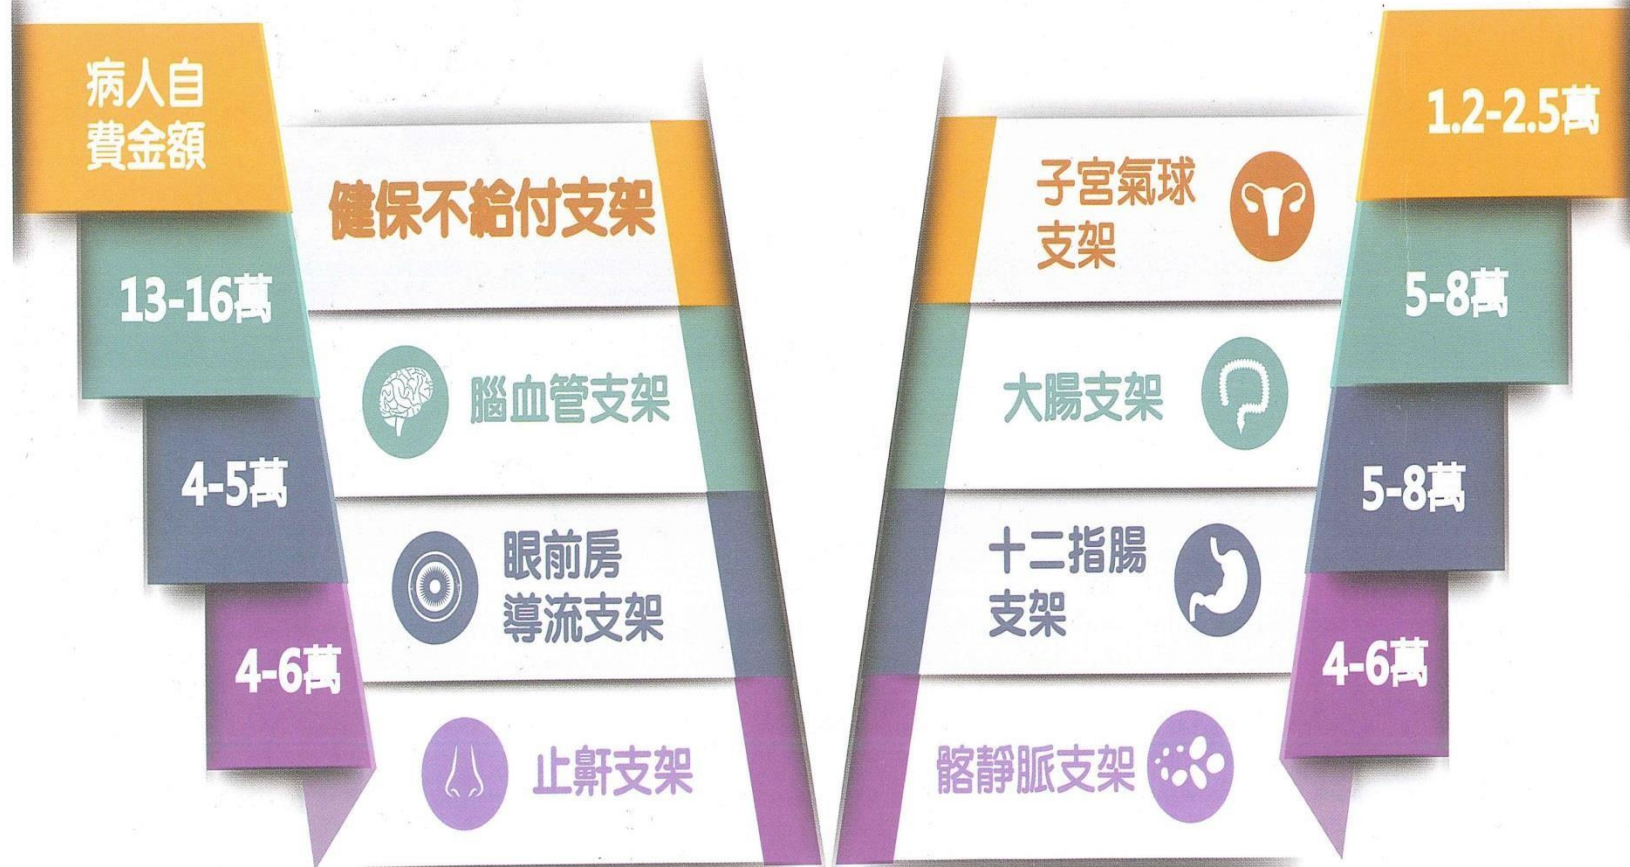 病人自
費金額
健保不給付支架
13-16萬
腦血管支架
4-5萬
眼前房
導流支架
4-6萬
止鼾支架
1.2-2.5萬
子宮氣球
支架
5-8萬
大腸支架
5-8萬
十二指腸
支架
4-6萬
髂靜脈支架